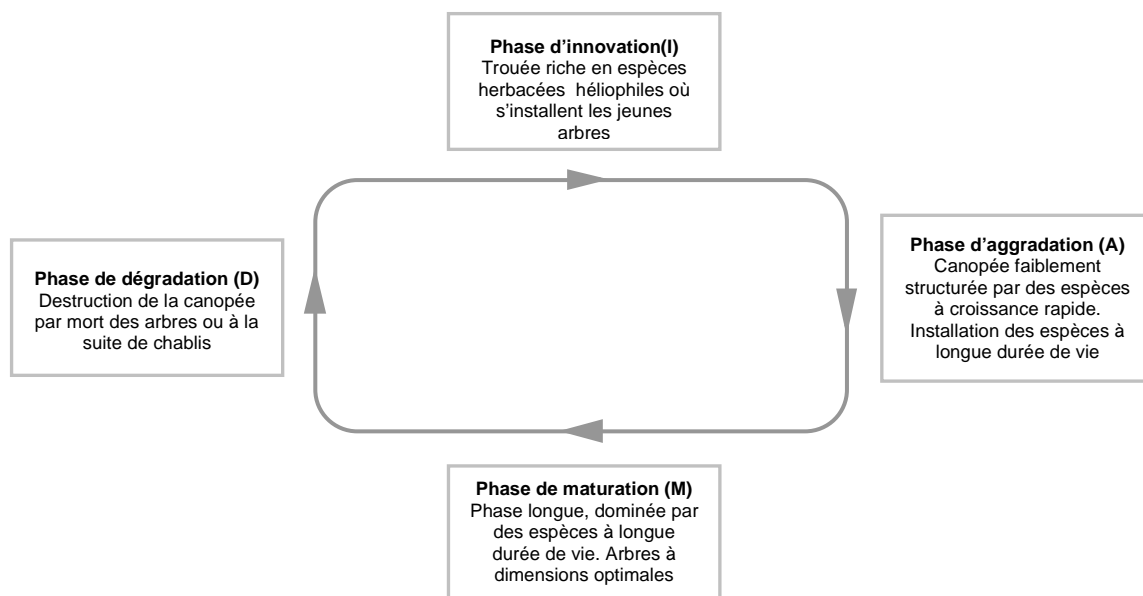 Phase d’innovation(I)
Trouée riche en espèces
herbacées héliophiles où
s’installent les jeunes
arbres
Phase d’aggradation (A)
Canopée faiblement
structurée par des espèces
à croissance rapide.
Installation des espèces à
longue durée de vie
Phase de maturation (M)
Phase longue, dominée par
des espèces à longue
durée de vie. Arbres à
dimensions optimales
Phase de dégradation (D)
Destruction de la canopée
par mort des arbres ou à la
suite de chablis